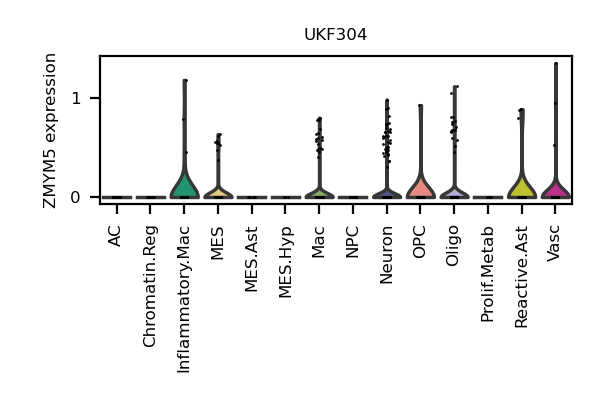 UKF304
ZMYM5 expression
1
0
AC
Chromatin.Reg
Inflammatory.Mac
MES
MES.Ast
MES.Hyp
Mac
NPC
Neuron
OPC
Oligo
Prolif.Metab
Reactive.Ast
Vasc